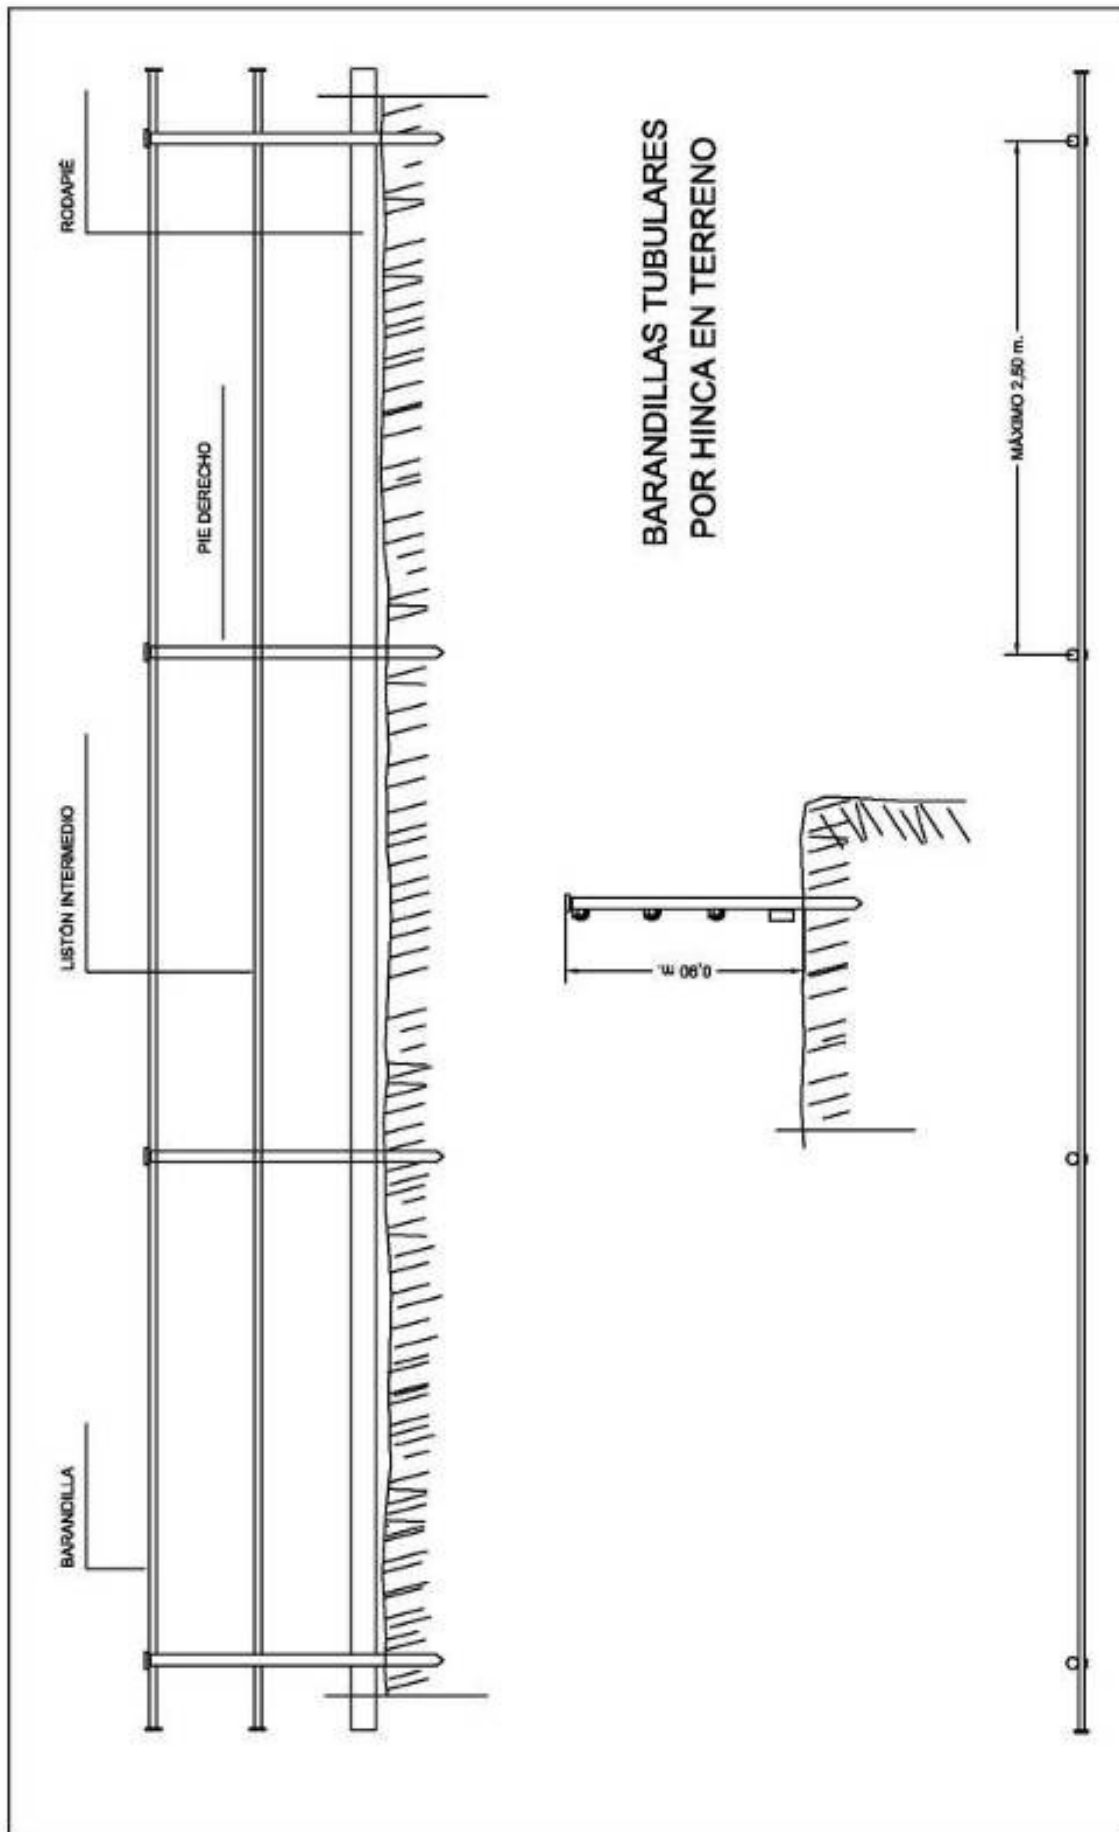 BARANDILLA
LISTÓN INTERMEDIO
PIE DERECHO
RODAPIÉ
0,90 m.
BARANDILLAS TUBULARES
POR HINCA EN TERRENO
MÁXIMO 2,50 m.